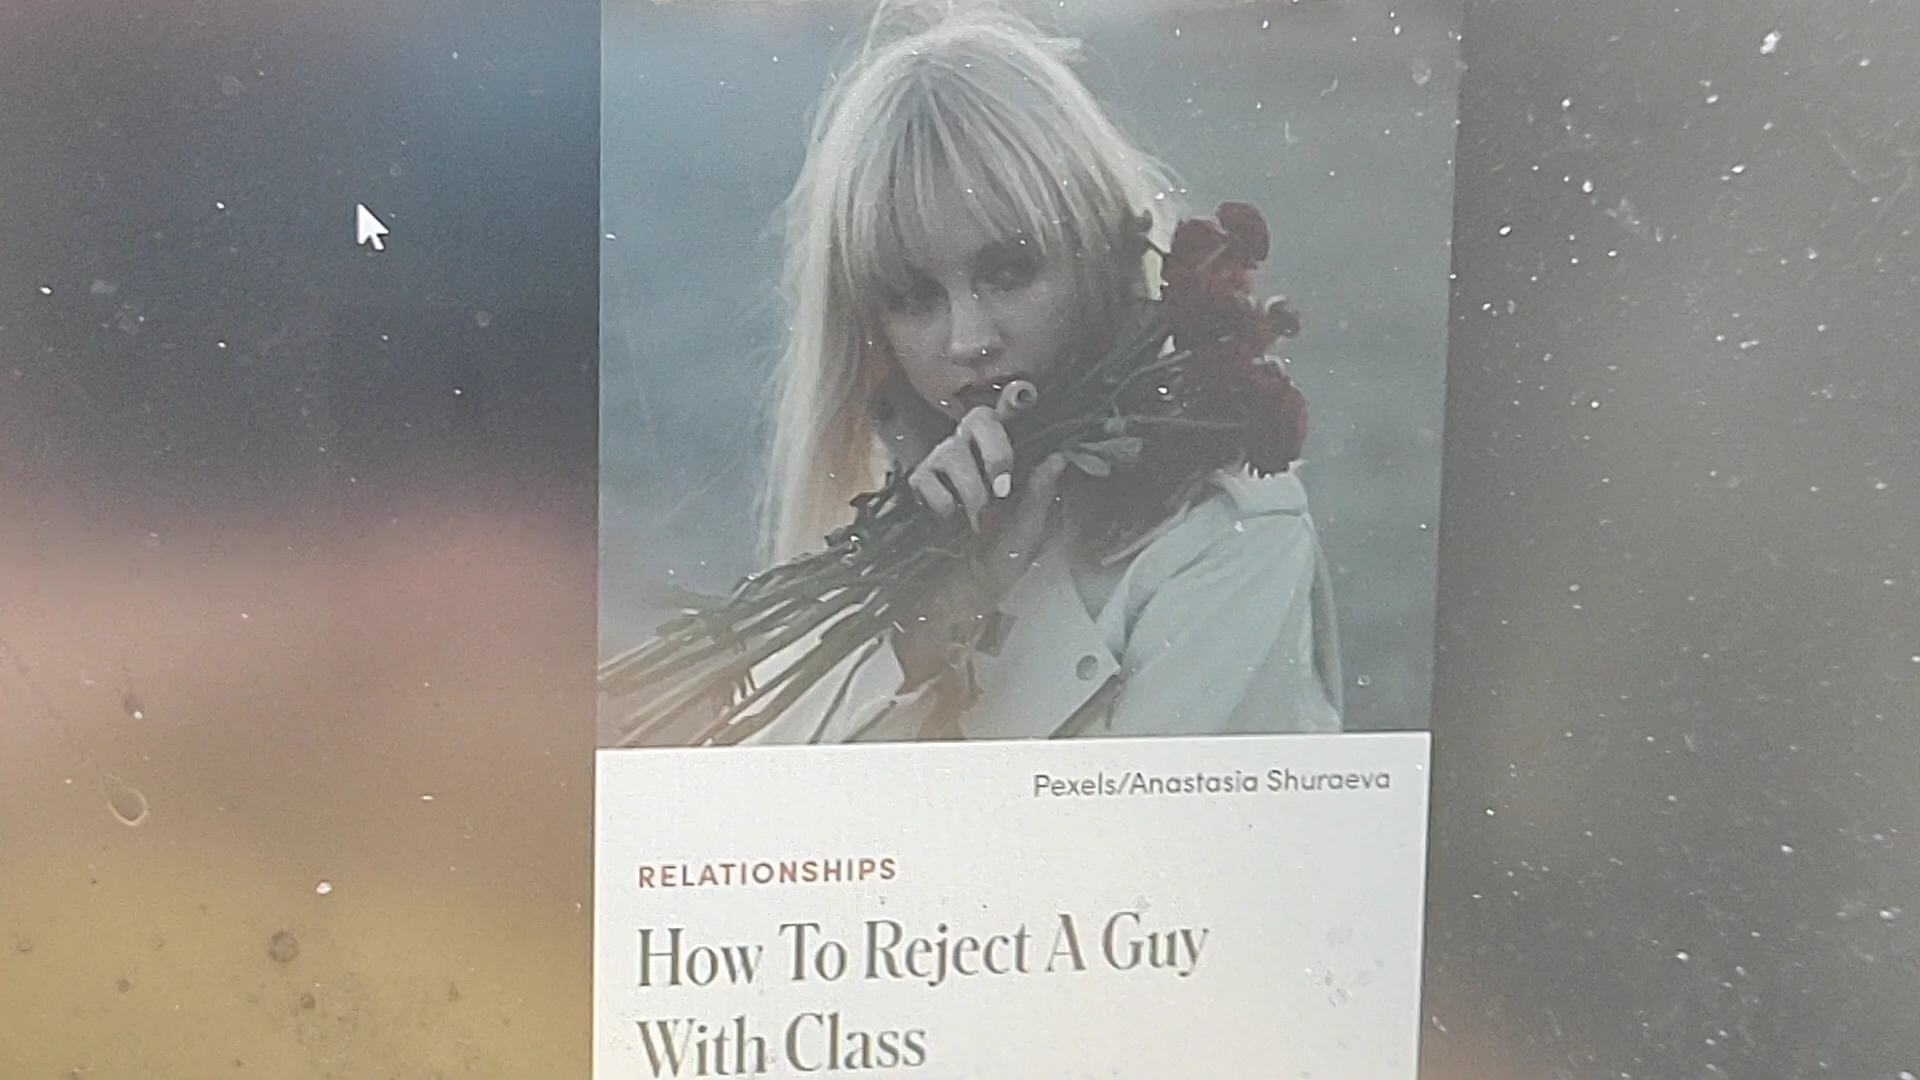 Pexels/Anastasia Shuraeva
RELATIONSHIPS
How To Reject A Guy
With Class